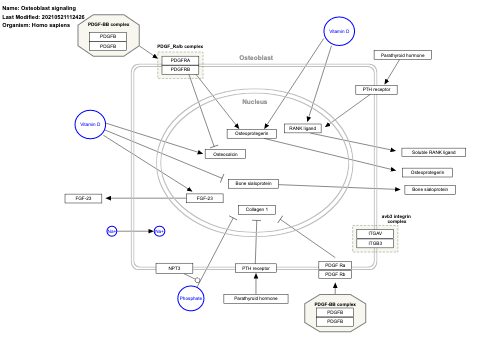 Name: Osteoblast signaling
Last Modified: 20210521112426
Organism: Homo sapiens
PDGF-BB complex
PDGFB
PDGFB
PDGF_Ra/b complex
PDGFRA
PDGFRB
Vitamin D
Osteoblast
Parathyroid hormone
PTH receptor
Nucleus
Vitamin D
Osteoprotegerin
RANK ligand
Osteocalcin
Soluble RANK ligand
Osteoprotegerin
Bone sialoprotein
Bone sialoprotein
FGF-23
FGF-23
Collagen 1
avb3 integrin
complex
ITGAV
ITGB3
Na+
Na+
NPT3
PTH receptor
PDGF Ra
PDGF Rb
Phosphate
Parathyroid hormone
PDGF-BB complex
PDGFB
PDGFB